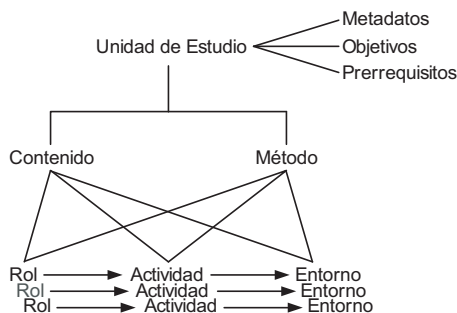 Metadatos
Unidad de Estudio Objetivos
Prerrequisitos
Contenido Método
Rol Actividad Entorno
Rol Actividad Entorno
Rol Actividad Entorno